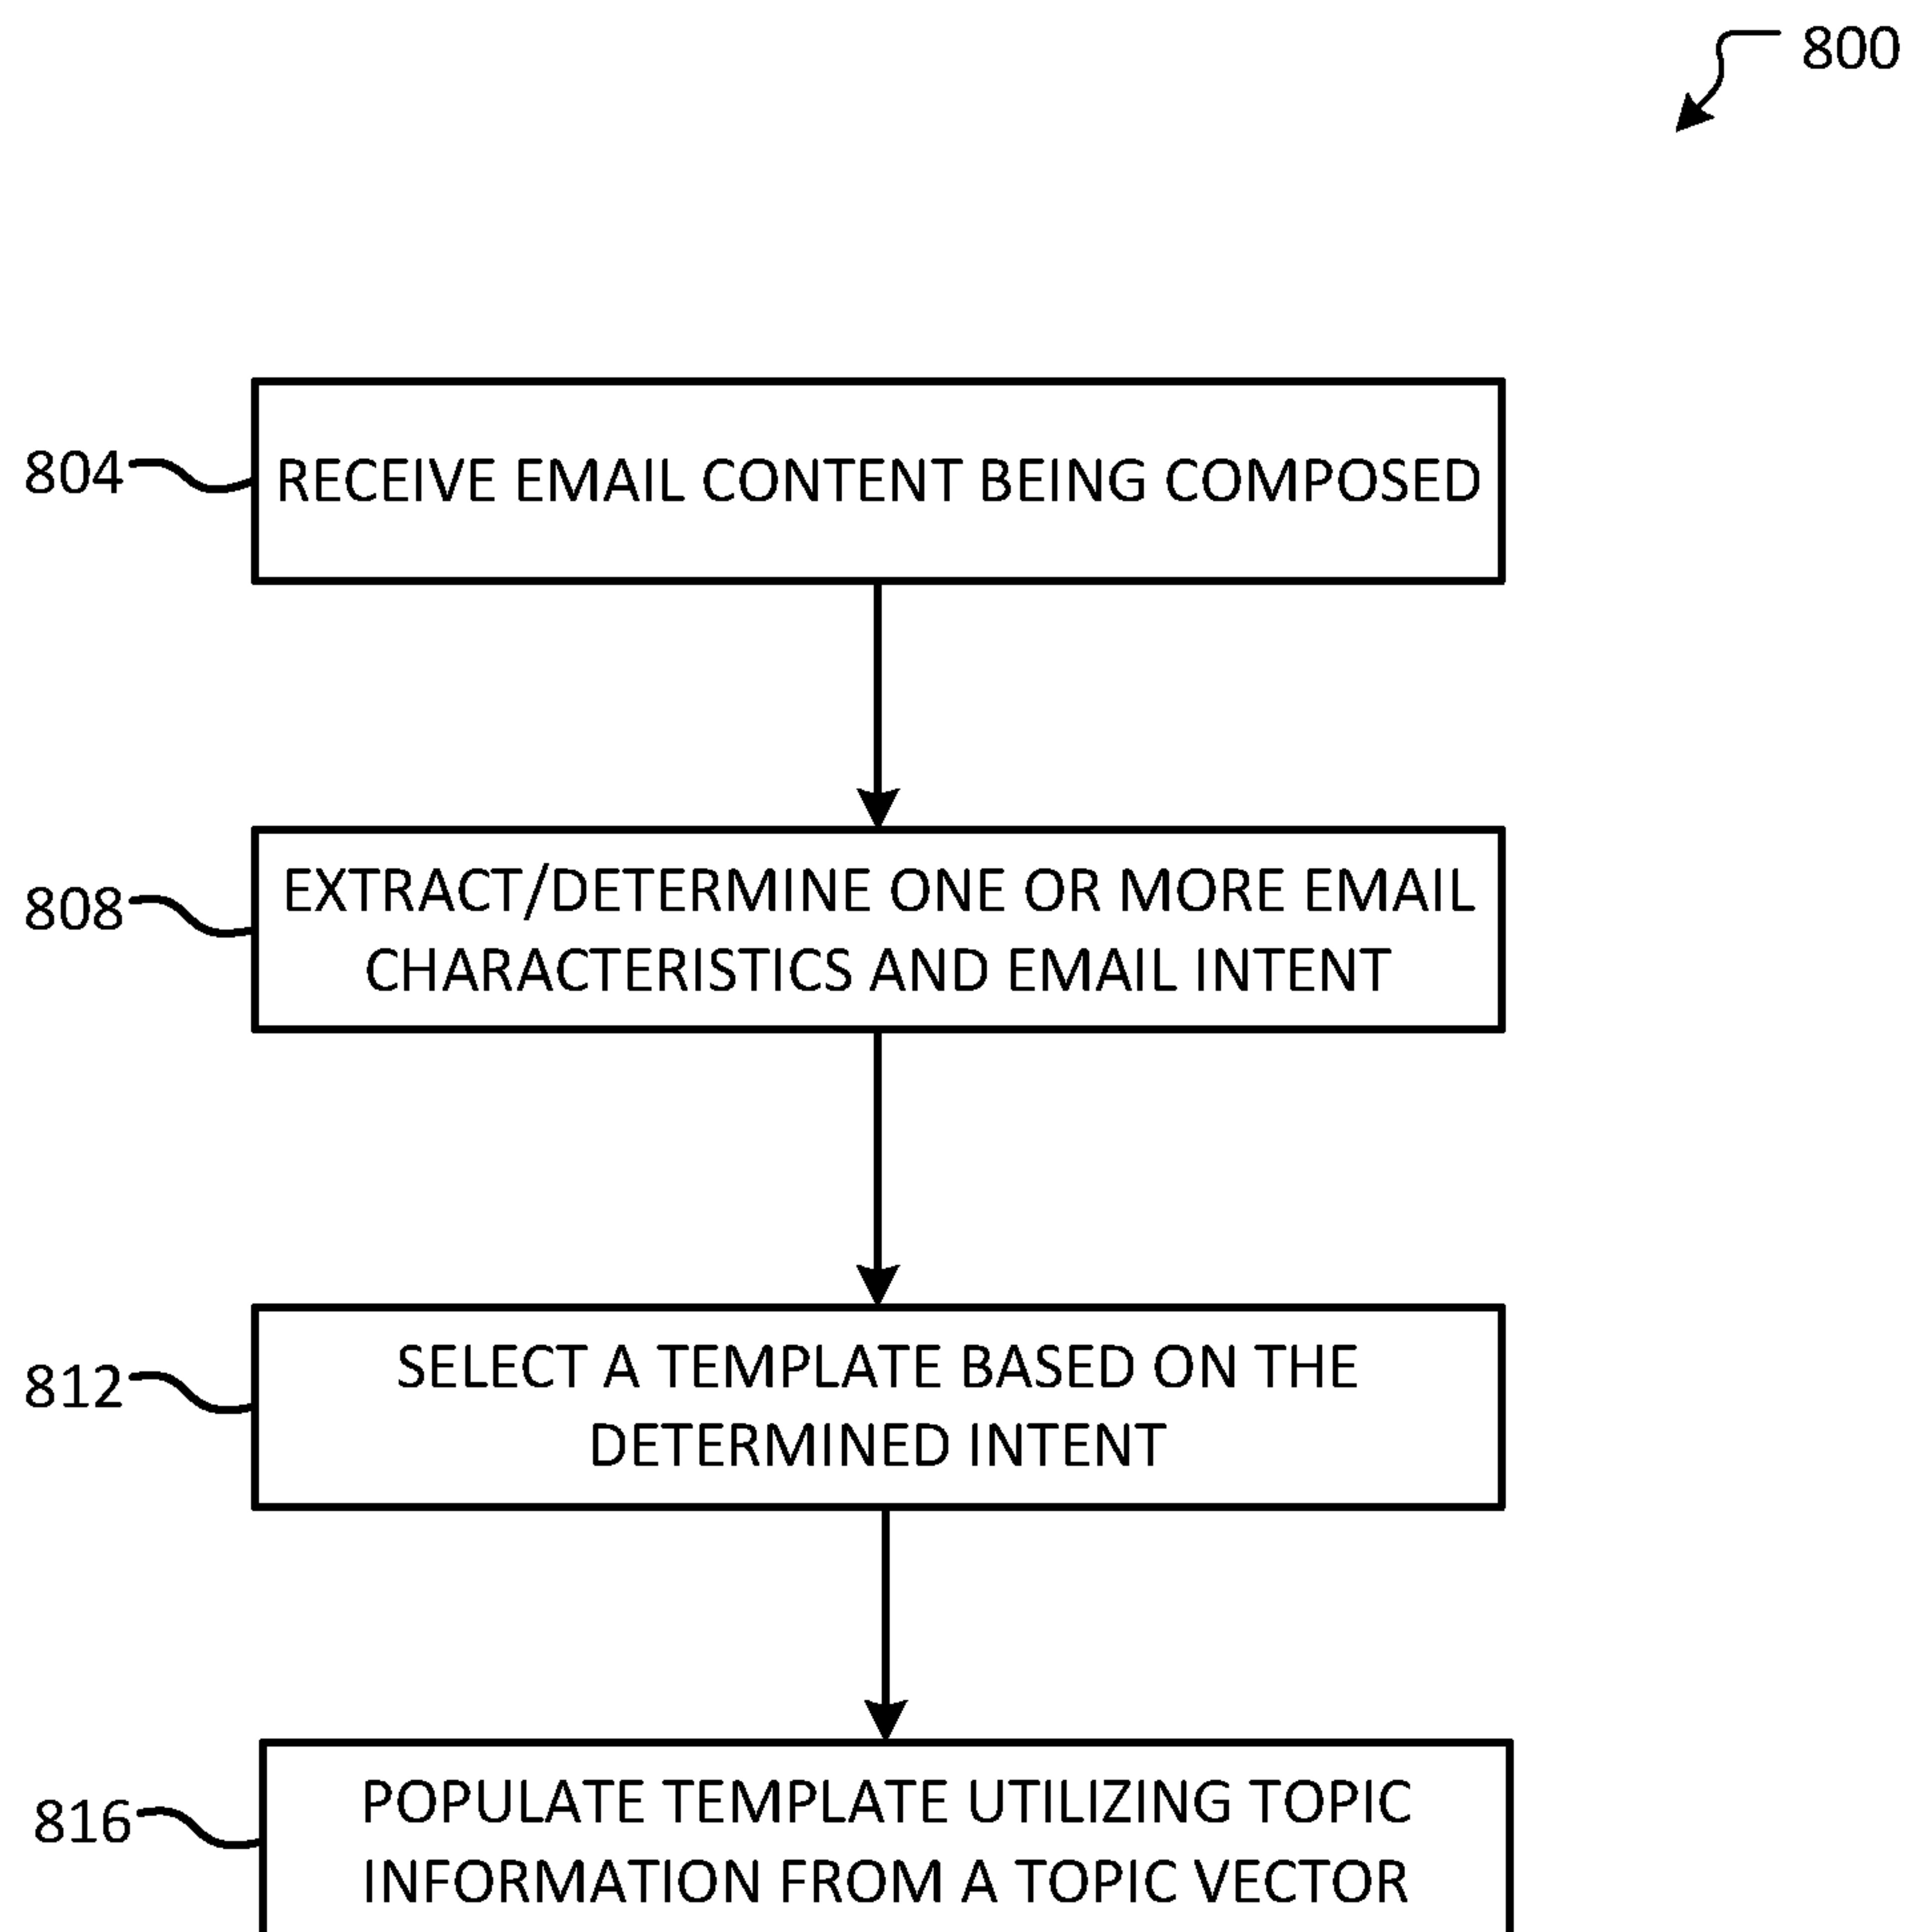 800
804
RECEIVE EMAIL CONTENT BEING COMPOSED
808
EXTRACT/DETERMINE ONE OR MORE EMAIL
CHARACTERISTICS AND EMAIL INTENT
812
SELECT A TEMPLATE BASED ON THE
DETERMINED INTENT
816
POPULATE TEMPLATE UTILIZING TOPIC
INFORMATION FROM A TOPIC VECTOR